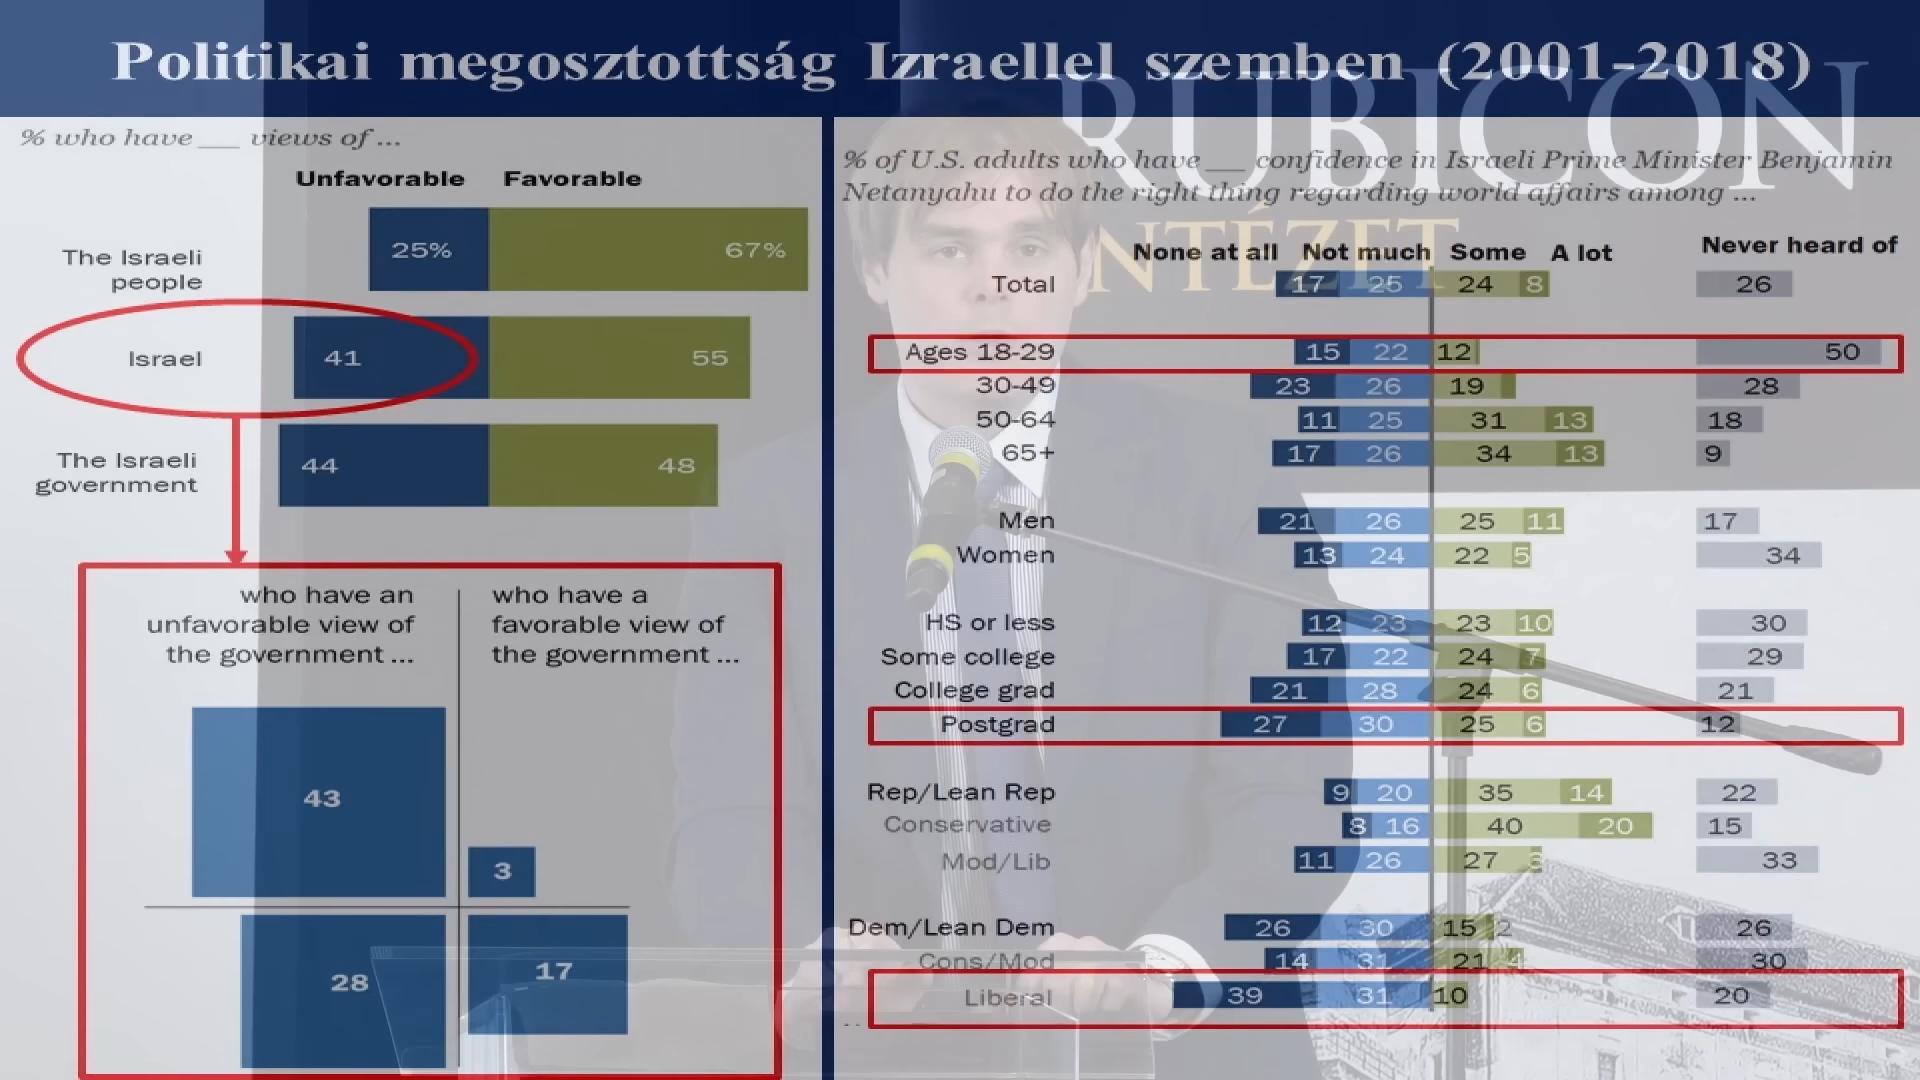 Politikai megosztottság Izraellel szemben (2001-2018)
RUBICON
INTÉZET
% who have ___ views of ...
Unfavorable Favorable
The Israeli
people
25% 67%
Israel 41 55
The Israeli
government
44 48
who have an
unfavorable view of
the government ...
who have a
favorable view of
the government ...
43
3
28
17
% of U.S. adults who have ___ confidence in Israeli Prime Minister Benjamin
Netanyahu to do the right thing regarding world affairs among ...
None at all Not much Some A lot Never heard of
Total 17 25 24 8 26
Ages 18-29 15 22 12 50
30-49 23 26 19 28
50-64 11 25 31 13 18
65+ 17 26 34 13 9
Men 21 26 25 11 17
Women 13 24 22 5 34
HS or less 12 23 23 10 30
Some college 17 22 24 7 29
College grad 21 28 24 6 21
Postgrad 27 30 25 6 12
Rep/Lean Rep 9 20 35 14 22
Conservative 8 16 40 20 15
Mod/Lib 11 26 27 33
Dem/Lean Dem 26 30 15 2 26
Cons/Mod 14 31 21 4 30
Liberal 39 31 10 20